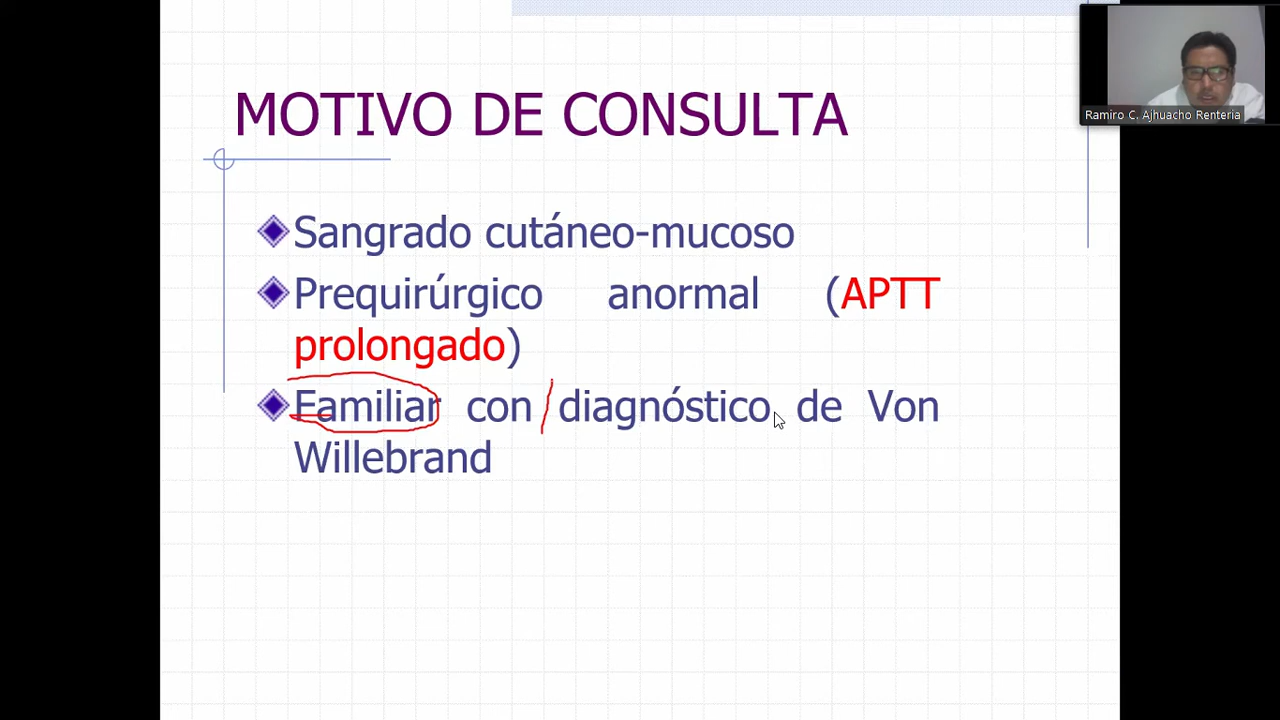 MOTIVO DE CONSULTA
Ramiro C. Ajhuacho Renteria
Sangrado cutáneo-mucoso
Prequirúrgico anormal (APTT
prolongado)
Familiar con diagnóstico de Von
Willebrand